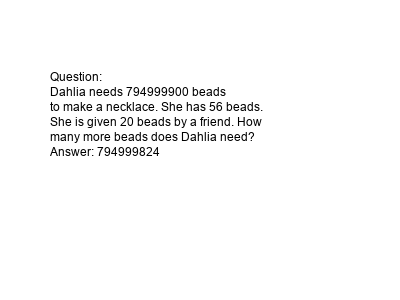 Question:
Dahlia needs 794999900 beads
to make a necklace. She has 56 beads.
She is given 20 beads by a friend. How
many more beads does Dahlia need?
Answer: 794999824